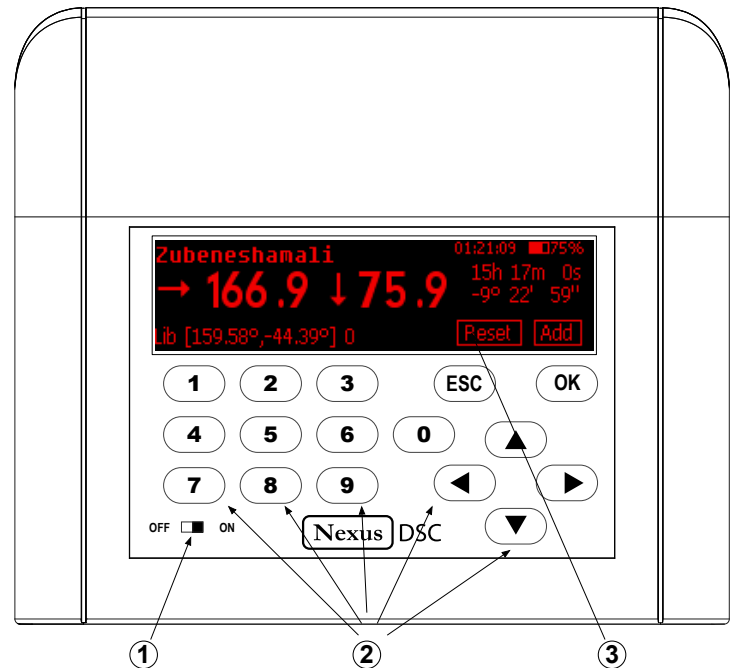 Zubeneshamali
01:21:09 75%
→ 166.9 ↓75.9
15h 17m 0s
-9° 22' 59"
Lib [159.58°,-44.39°] 0
Peset Add
1 2 3 ESC OK
4 5 6 0
7 8 9
OFF ON
Nexus DSC
1 2 3